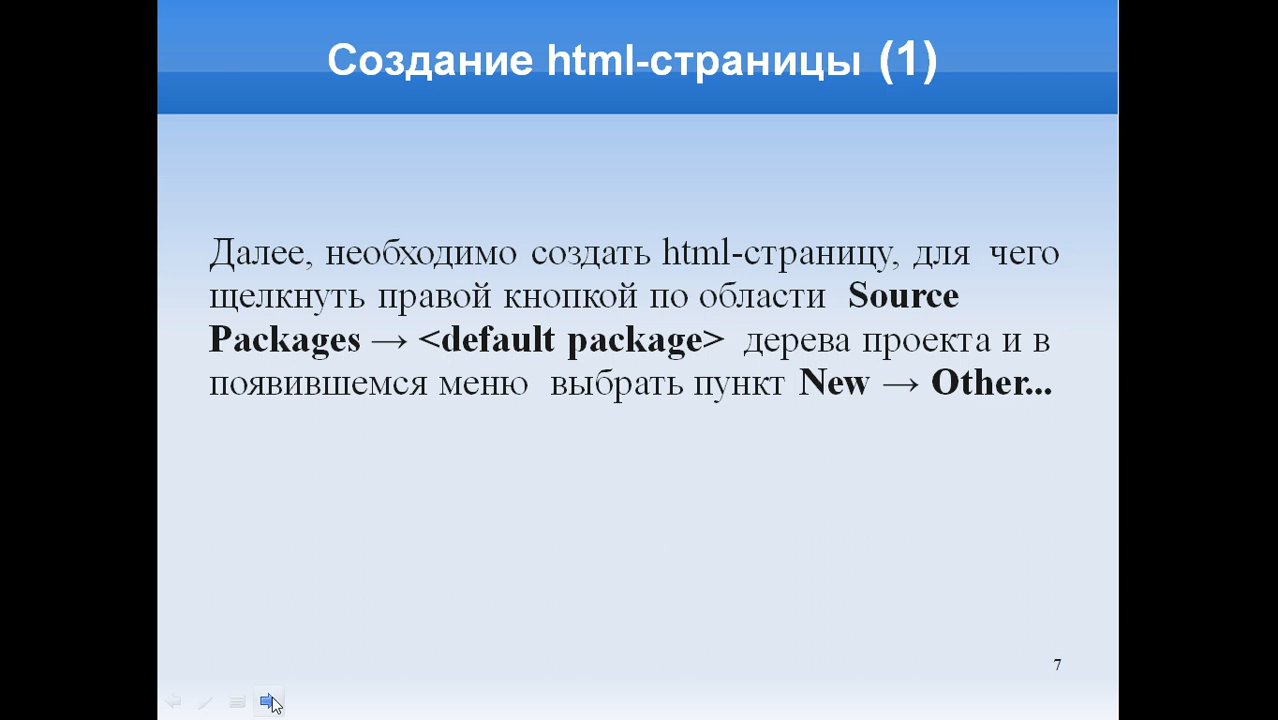 Создание html-страницы (1)
Далее, необходимо создать html-страницу, для чего
щелкнуть правой кнопкой по области Source
Packages → <default package> дерева проекта и в
появившемся меню выбрать пункт New → Other...
7